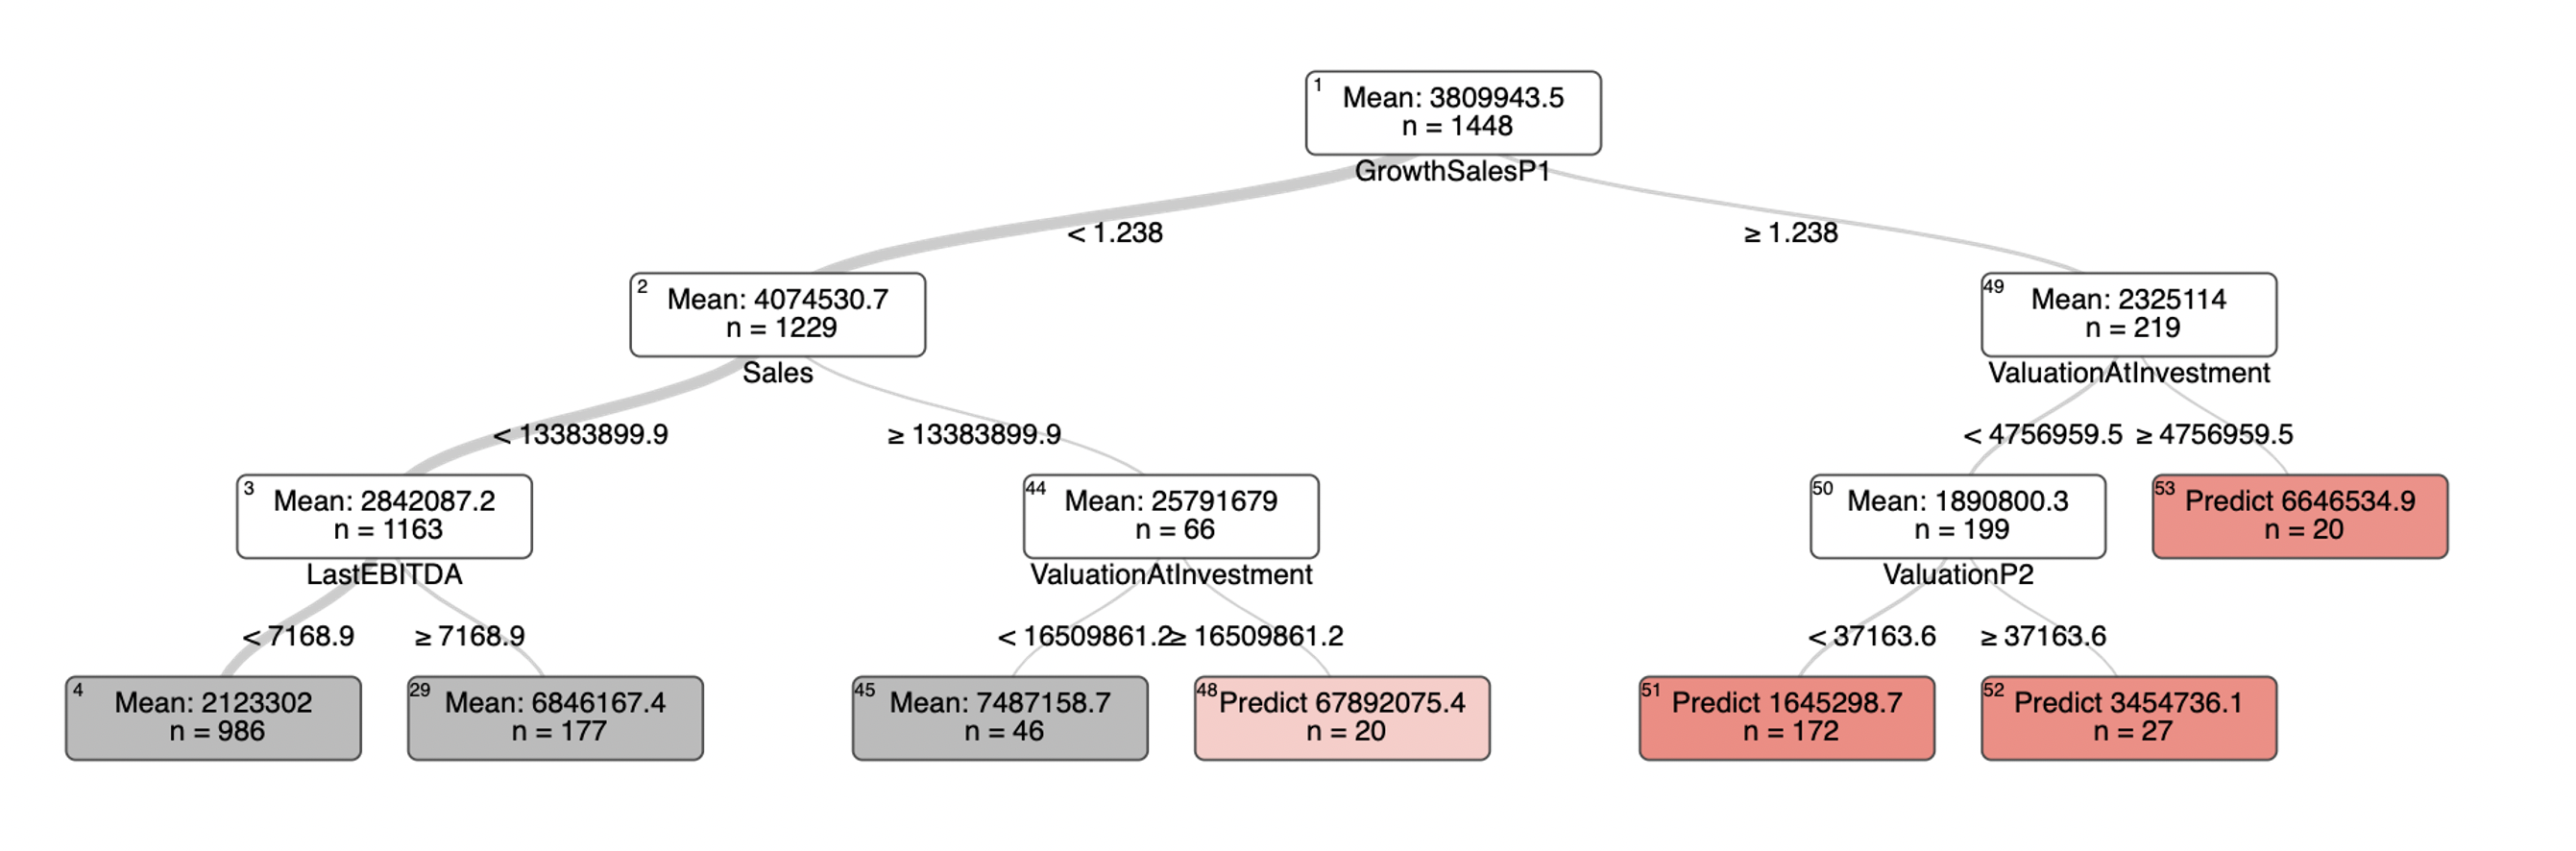 1
Mean: 3809943.5
n = 1448
GrowthSalesP1
< 1.238
≥ 1.238
2
Mean: 4074530.7
n = 1229
Sales
49
Mean: 2325114
n = 219
ValuationAtInvestment
< 13383899.9
≥ 13383899.9
< 4756959.5
≥ 4756959.5
3
Mean: 2842087.2
n = 1163
LastEBITDA
44
Mean: 25791679
n = 66
ValuationAtInvestment
50
Mean: 1890800.3
n = 199
ValuationP2
53
Predict 6646534.9
n = 20
< 7168.9
≥ 7168.9
< 16509861.2
≥ 16509861.2
< 37163.6
≥ 37163.6
4
Mean: 2123302
n = 986
29
Mean: 6846167.4
n = 177
45
Mean: 7487158.7
n = 46
48
Predict 67892075.4
n = 20
51
Predict 1645298.7
n = 172
52
Predict 3454736.1
n = 27